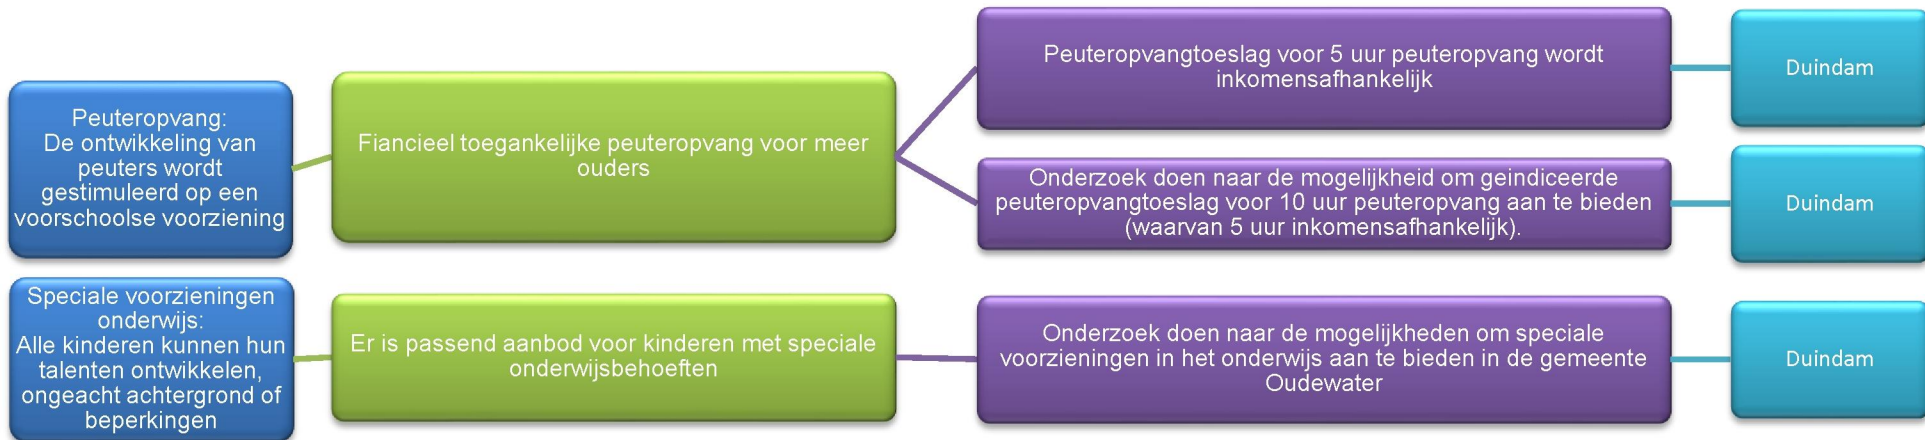 Peuteropvang:
De ontwikkeling van
peuters wordt
gestimuleerd op een
voorschoolse voorziening
Fiancieel toegankelijke peuteropvang voor meer
ouders
Peuteropvangtoeslag voor 5 uur peuteropvang wordt
inkomensafhankelijk
Duindam
Onderzoek doen naar de mogelijkheid om geindiceerde
peuteropvangtoeslag voor 10 uur peuteropvang aan te bieden
(waarvan 5 uur inkomensafhankelijk).
Duindam
Speciale voorzieningen
onderwijs:
Alle kinderen kunnen hun
talenten ontwikkelen,
ongeacht achtergrond of
beperkingen
Er is passend aanbod voor kinderen met speciale
onderwijsbehoeften
Onderzoek doen naar de mogelijkheden om speciale
voorzieningen in het onderwijs aan te bieden in de gemeente
Oudewater
Duindam